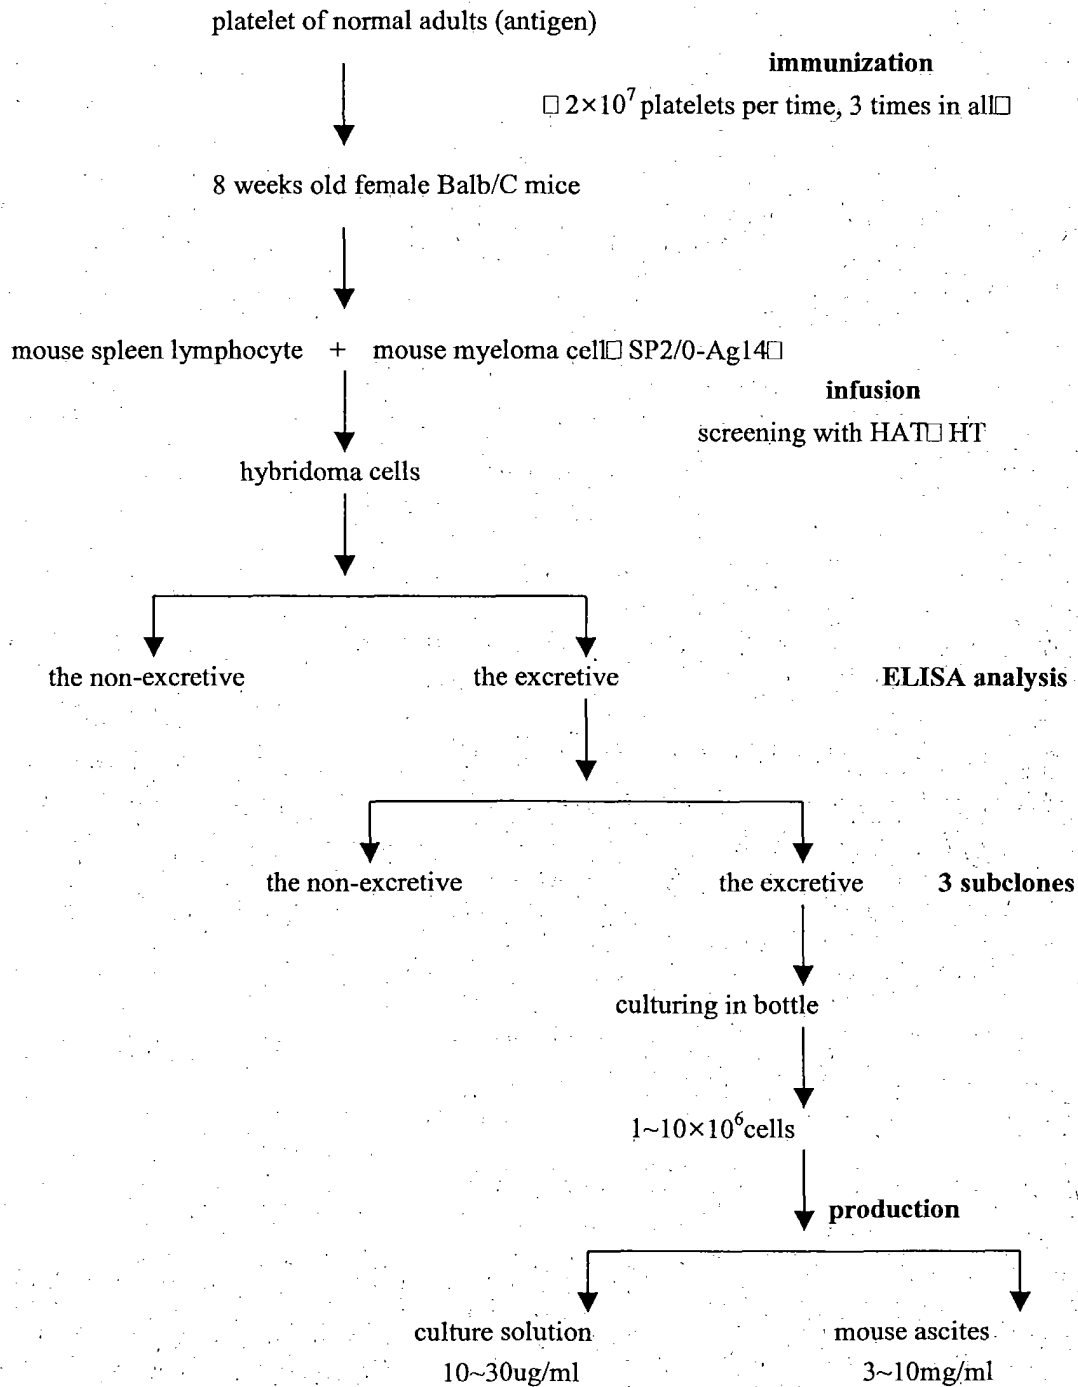 platelet of normal adults (antigen)
immunization
□ 2×10⁷ platelets per time, 3 times in all□
8 weeks old female Balb/C mice
mouse spleen lymphocyte + mouse myeloma cell□ SP2/0-Ag14□
infusion
screening with HAT□ HT
hybridoma cells
the non-excretive the excretive ELISA analysis
the non-excretive the excretive 3 subclones
culturing in bottle
1~10×10⁶cells
production
culture solution mouse ascites
10~30ug/ml 3~10mg/ml